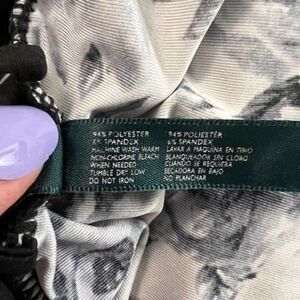 94% POLYESTER
6% SPANDEX
MACHINE WASH WARM
NON-CHLORINE BLEACH
WHEN NEEDED
TUMBLE DRY LOW
DO NOT IRON
94% POLIESTER
6% SPANDEX
LAVAR A MAQUINA EN TIVIO
BLANQUEADOR SIN CLORO
CUANDO SE REQUIERA
SECADORA EN BAJO
NO PLANCHAR